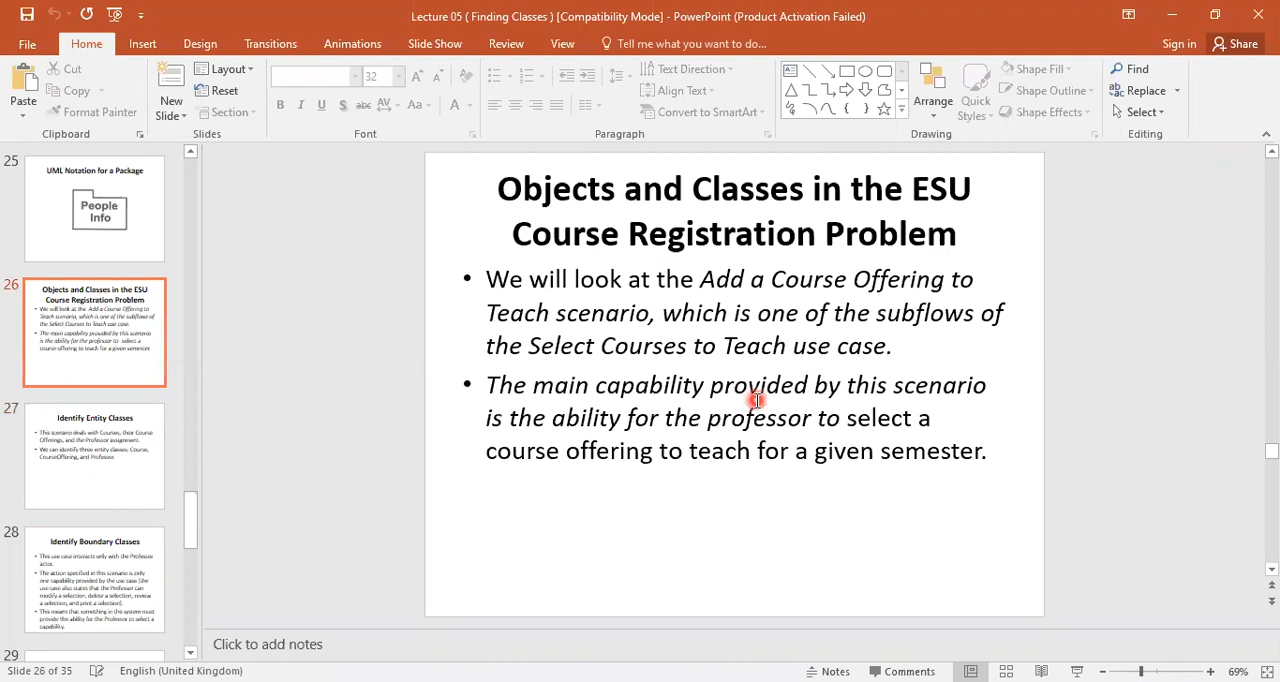 Lecture 05 ( Finding Classes ) [Compatibility Mode] - PowerPoint (Product Activation Failed)
File Home Insert Design Transitions Animations Slide Show Review View Tell me what you want to do... Sign in Share
Paste
Cut
Copy
Format Painter
Clipboard
New
Slide
Layout
Reset
Section
Slides
32
B I U S abc AV Aa A
Font
Text Direction
Align Text
Convert to SmartArt
Paragraph
Arrange
Quick
Styles
Shape Fill
Shape Outline
Shape Effects
Drawing
Find
Replace
Select
Editing
25
UML Notation for a Package
People
Info
26
Objects and Classes in the ESU
Course Registration Problem
• We will look at the Add a Course Offering to
Teach scenario, which is one of the subflows of
the Select Courses to Teach use case.
• The main capability provided by this scenario
is the ability for the professor to select a
course offering to teach for a given semester
27
Identify Entity Classes
• This scenario deals with Courses, their Course
Offerings, and the Professor assignment.
• We can identify three entity classes: Course,
CourseOffering, and Professor.
28
Identify Boundary Classes
• This use case interacts only with the Professor
actor.
• The action specified in this scenario is only
one capability provided by the use case (the
use case also states that the Professor can
modify a selection, delete a selection, review
a selection, and print a selection).
• This means that something in the system must
provide the ability for the Professor to select a
capability.
29
Objects and Classes in the ESU
Course Registration Problem
• We will look at the Add a Course Offering to
Teach scenario, which is one of the subflows of
the Select Courses to Teach use case.
• The main capability provided by this scenario
is the ability for the professor to select a
course offering to teach for a given semester.
Click to add notes
Slide 26 of 35 English (United Kingdom) Notes Comments 69%